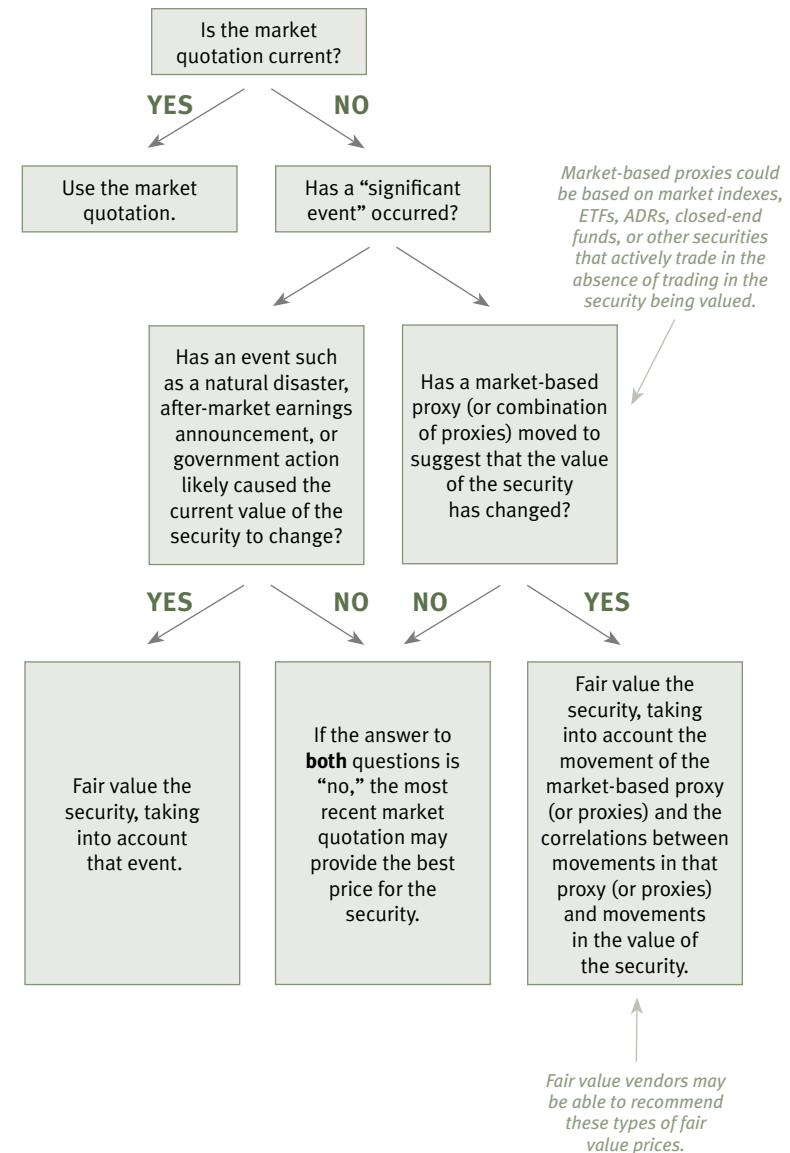 Is the market
quotation current?
YES
NO
Use the market
quotation.
Has a “significant
event” occurred?
Market-based proxies could
be based on market indexes,
ETFs, ADRs, closed-end
funds, or other securities
that actively trade in the
absence of trading in the
security being valued.
Has an event such
as a natural disaster,
after-market earnings
announcement, or
government action
likely caused the
current value of the
security to change?
Has a market-based
proxy (or combination
of proxies) moved to
suggest that the value
of the security
has changed?
YES
NO
NO
YES
Fair value the
security, taking
into account
that event.
If the answer to
both questions is
“no,” the most
recent market
quotation may
provide the best
price for the
security.
Fair value the
security, taking
into account the
movement of the
market-based proxy
(or proxies) and the
correlations between
movements in that
proxy (or proxies)
and movements
in the value of
the security.
Fair value vendors may
be able to recommend
these types of fair
value prices.